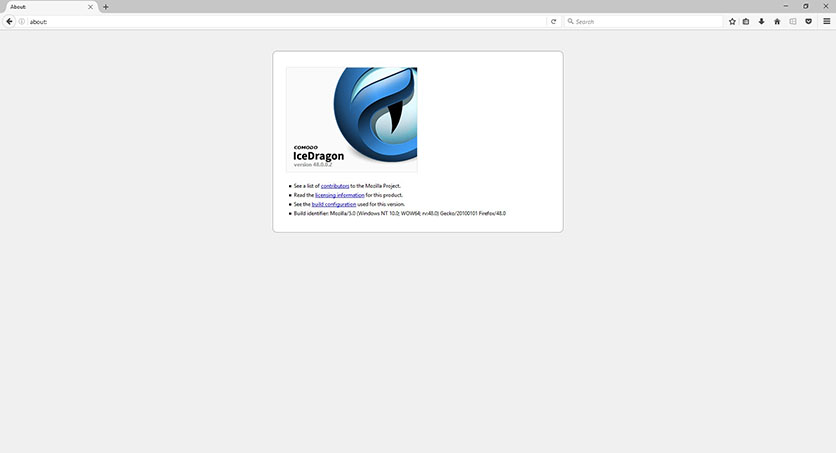 About:
about:
Search
COMODO
IceDragon
version 48.0.0.2
See a list of contributors to the Mozilla Project.
Read the licensing information for this product.
See the build configuration used for this version.
Build identifier: Mozilla/5.0 (Windows NT 10.0; WOW64; rv:48.0) Gecko/20100101 Firefox/48.0